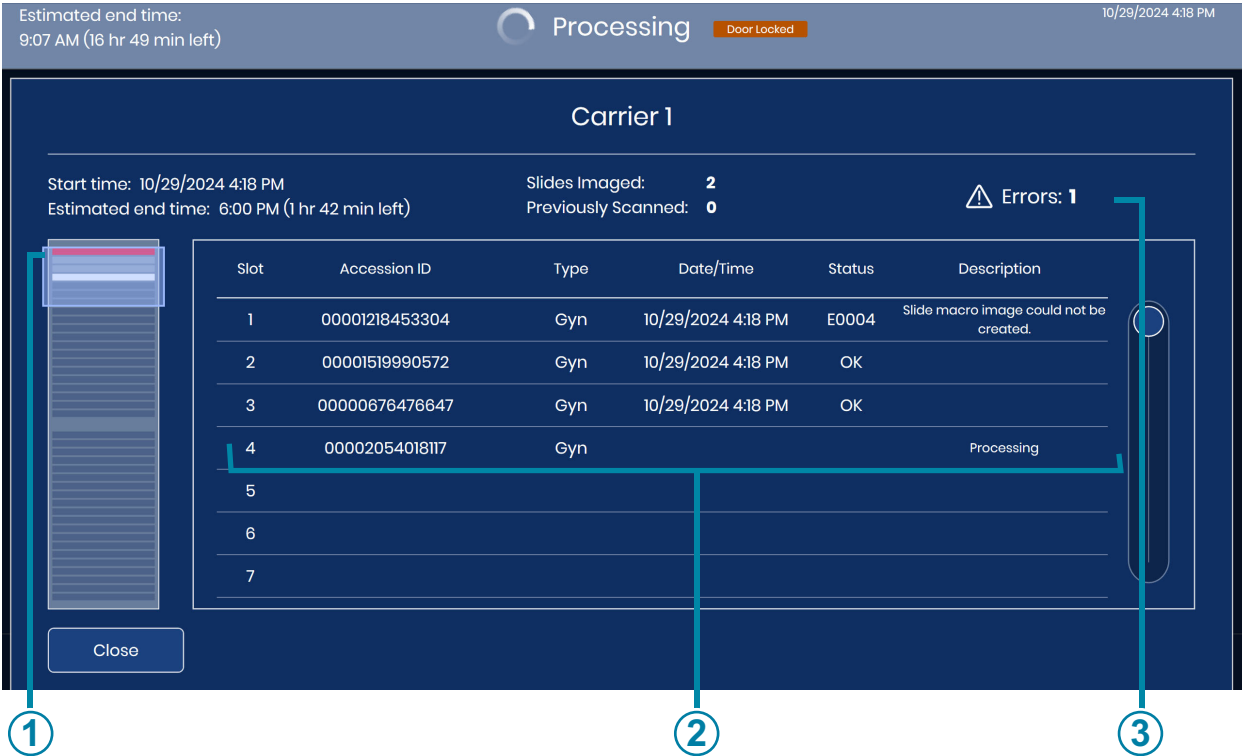 Estimated end time:
9:07 AM (16 hr 49 min left)
Processing
Door Locked
10/29/2024 4:18 PM
Carrier 1
Start time: 10/29/2024 4:18 PM
Estimated end time: 6:00 PM (1 hr 42 min left)
Slides Imaged: 2
Previously Scanned: 0
Errors: 1
Slot Accession ID Type Date/Time Status Description
1 00001218453304 Gyn 10/29/2024 4:18 PM E0004 Slide macro image could not be
created.
2 00001519990572 Gyn 10/29/2024 4:18 PM OK
3 00000676476647 Gyn 10/29/2024 4:18 PM OK
4 00002054018117 Gyn Processing
5
6
7
Close
1 2 3